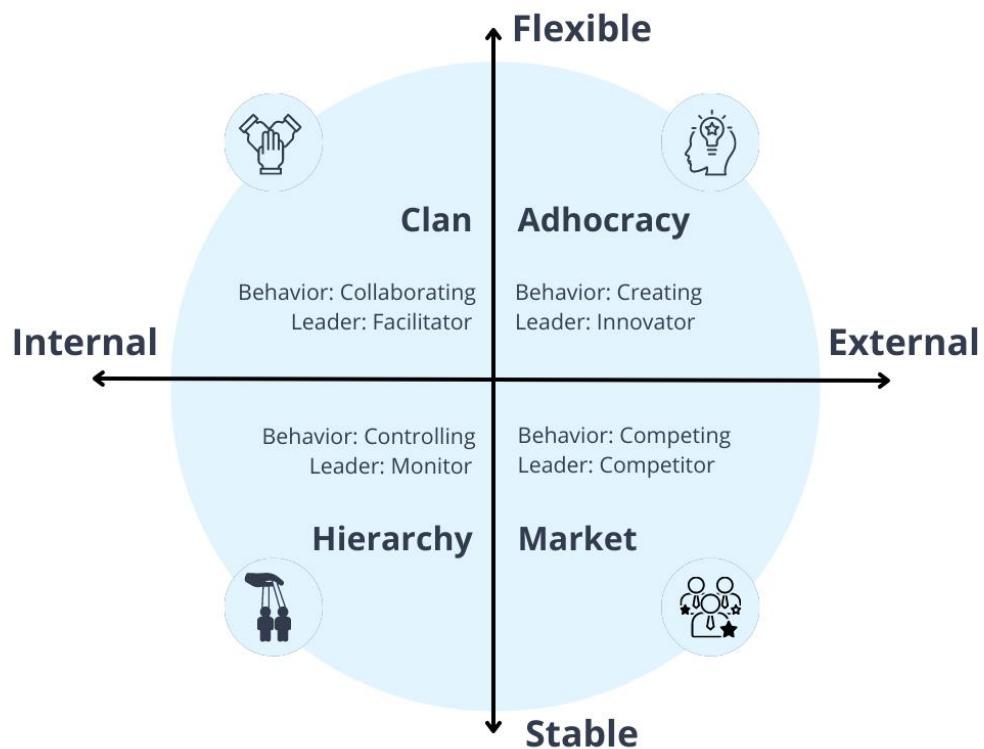 Flexible
Clan
Adhocracy
Behavior: Collaborating
Leader: Facilitator
Behavior: Creating
Leader: Innovator
Internal
External
Behavior: Controlling
Leader: Monitor
Behavior: Competing
Leader: Competitor
Hierarchy
Market
Stable